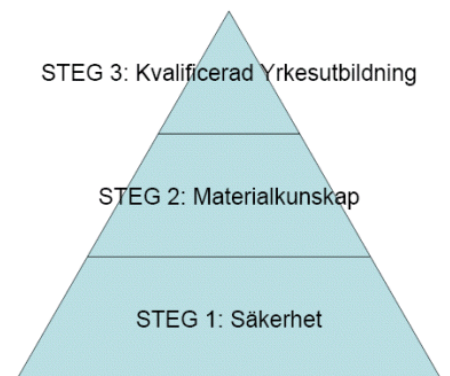 STEG 3: Kvalificerad Yrkesutbildning
STEG 2: Materialkunskap
STEG 1: Säkerhet